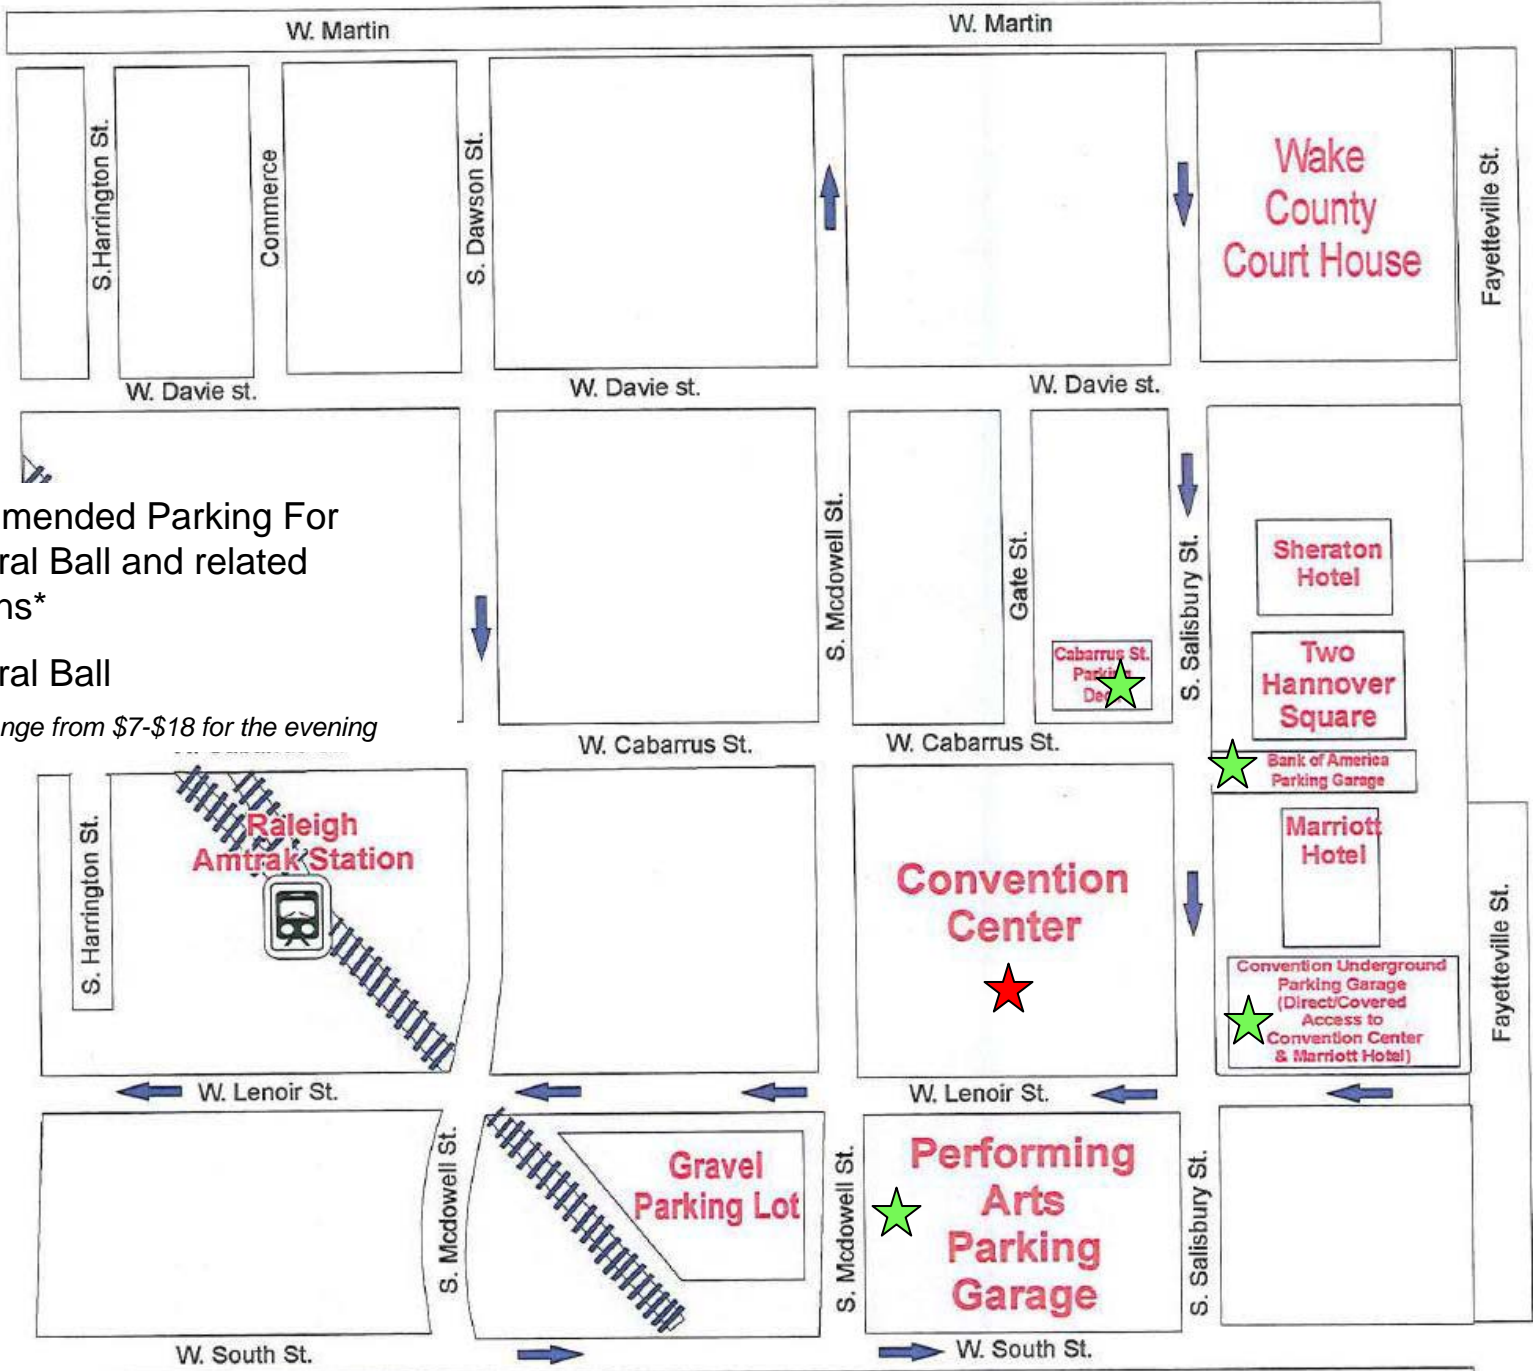 W. Martin
W. Martin
S.Harrington St.
Commerce
S. Dawson St.
Wake
County
Court House
Fayetteville St.
W. Davie st.
W. Davie st.
W. Davie st.
mended Parking For
ral Ball and related
ns*
ral Ball
nge from $7-$18 for the evening
S. Mcdowell St.
Gate St.
S. Salisbury St.
Sheraton
Hotel
Two
Hannover
Square
Cabarrus St.
Parking
W. Cabarrus St.
W. Cabarrus St.
Bank of America
Parking Garage
Marriott
Hotel
S. Harrington St.
Raleigh
Amtrak Station
Convention
Center
Convention Underground
Parking Garage
(Direct/Covered
Access to
Convention Center
& Marriott Hotel)
Fayetteville St.
W. Lenoir St.
W. Lenoir St.
S. Mcdowell St.
Gravel
Parking Lot
S. Mcdowell St.
Performing
Arts
Parking
Garage
S. Salisbury St.
W. South St.
W. South St.